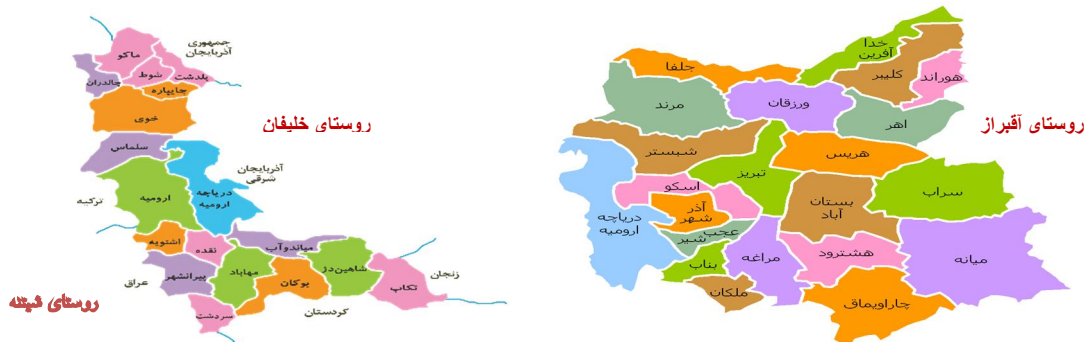 جمهوری
آذربایجان
ماکو
شوط
پلدشت
چالدران
چایپاره
خوی
سلماس
آذربایجان
شرقی
دریاچه
ارومیه
ارومیه
ترکیه
اشنویه
نقده
میاندوآب
پیرانشهر
مهاباد
بوکان
شاهین‌دژ
تکاب
زنجان
عراق
سردشت
کردستان
روستای خلیفان
روستای
خدا
آفرین
کلیبر
هوراند
جلفا
مرند
ورزقان
اهر
شبستر
تبریز
هریس
سراب
اسکو
آذر
شهر
عجب
شیر
دریاچه
ارومیه
بستان
آباد
هشترود
میانه
مراغه
بناب
ملکان
چاراویماق
روستای آقبراز